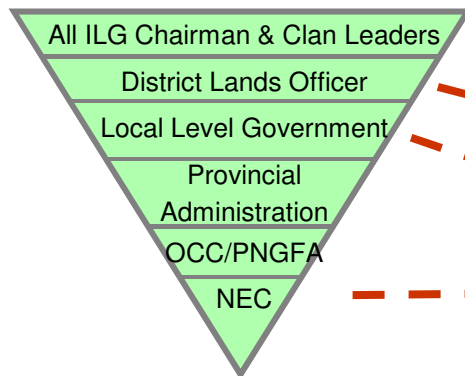 All ILG Chairman & Clan Leaders
District Lands Officer
Local Level Government
Provincial
Administration
OCC/PNGFA
NEC